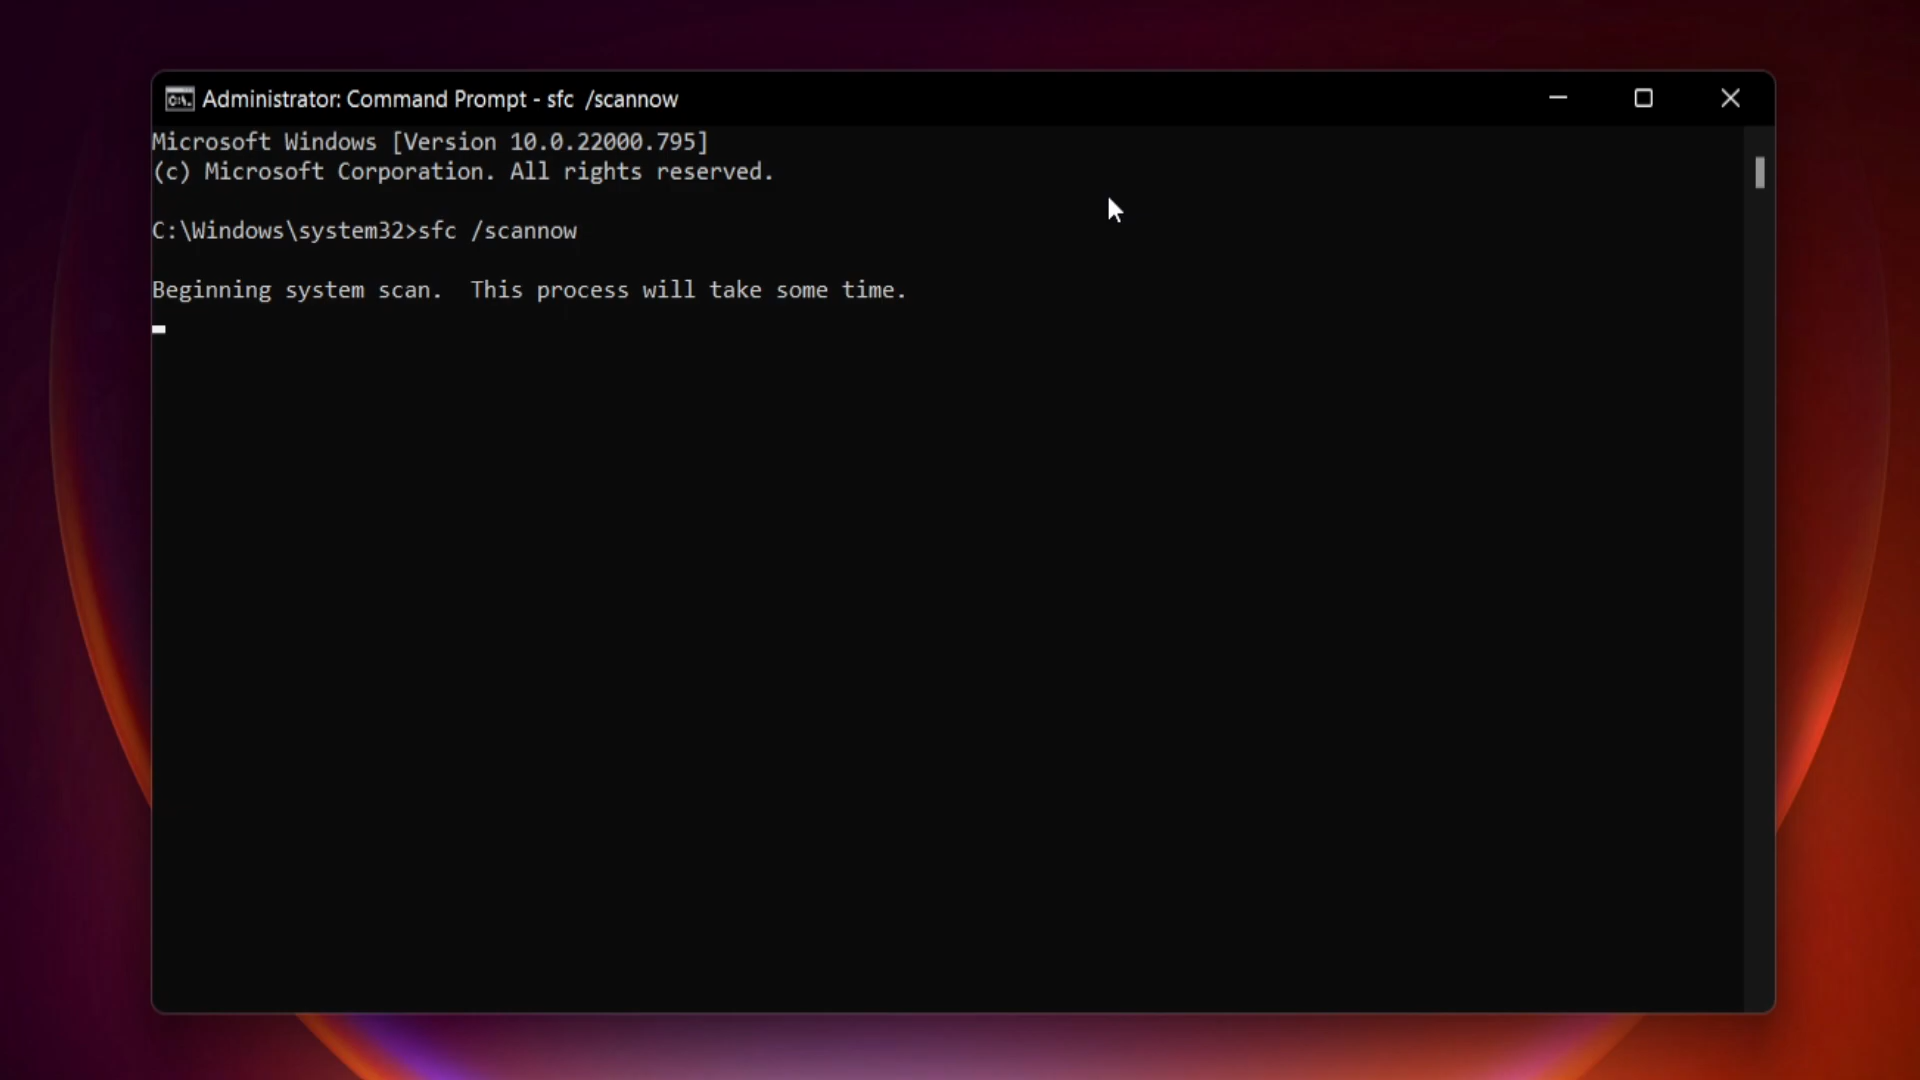 Administrator: Command Prompt - sfc  /scannow
Microsoft Windows [Version 10.0.22000.795]
(c) Microsoft Corporation. All rights reserved.
C:\Windows\system32>sfc /scannow
Beginning system scan.  This process will take some time.